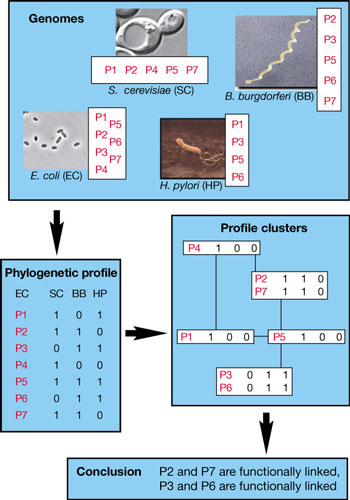 Genomes
P1 P2 P4 P5 P7
S. cerevisiae (SC)
P2
P3
P5
P6
P7
B. burgdorferi (BB)
P1
P5
P2
P6
P3
P7
P4
E. coli (EC)
P1
P3
P5
P6
H. pylori (HP)
Phylogenetic profile
EC SC BB HP
P1 1 0 1
P2 1 1 0
P3 0 1 1
P4 1 0 0
P5 1 1 1
P6 0 1 1
P7 1 1 0
Profile clusters
P4 1 0 0
P2 1 1 0
P7 1 1 0
P1 1 0 0
P5 1 0 0
P3 0 1 1
P6 0 1 1
Conclusion P2 and P7 are functionally linked,
P3 and P6 are functionally linked